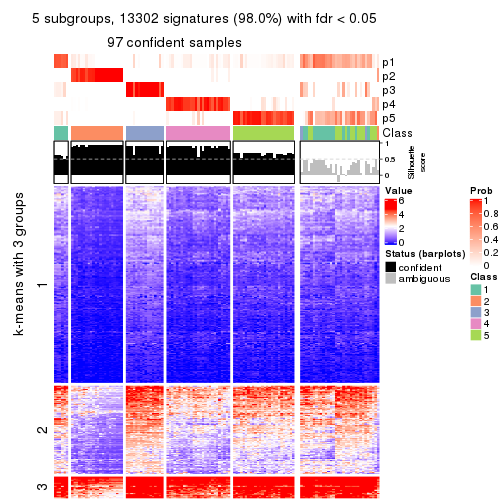 5 subgroups, 13302 signatures (98.0%) with fdr < 0.05
97 confident samples
p1
p2
p3
p4
p5
Class
1
0.5
0
Silhouette
score
k-means with 3 groups
1
2
3
Value
6
4
2
0
Status (barplots)
confident
ambiguous
Prob
1
0.8
0.6
0.4
0.2
0
Class
1
2
3
4
5